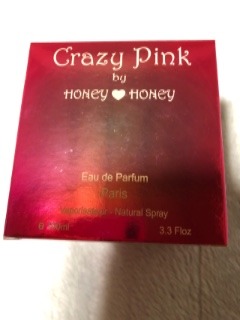 Crazy Pink
by
HONEY ♥ HONEY
Eau de Parfum
Paris
Natural Spray
3.3 Floz